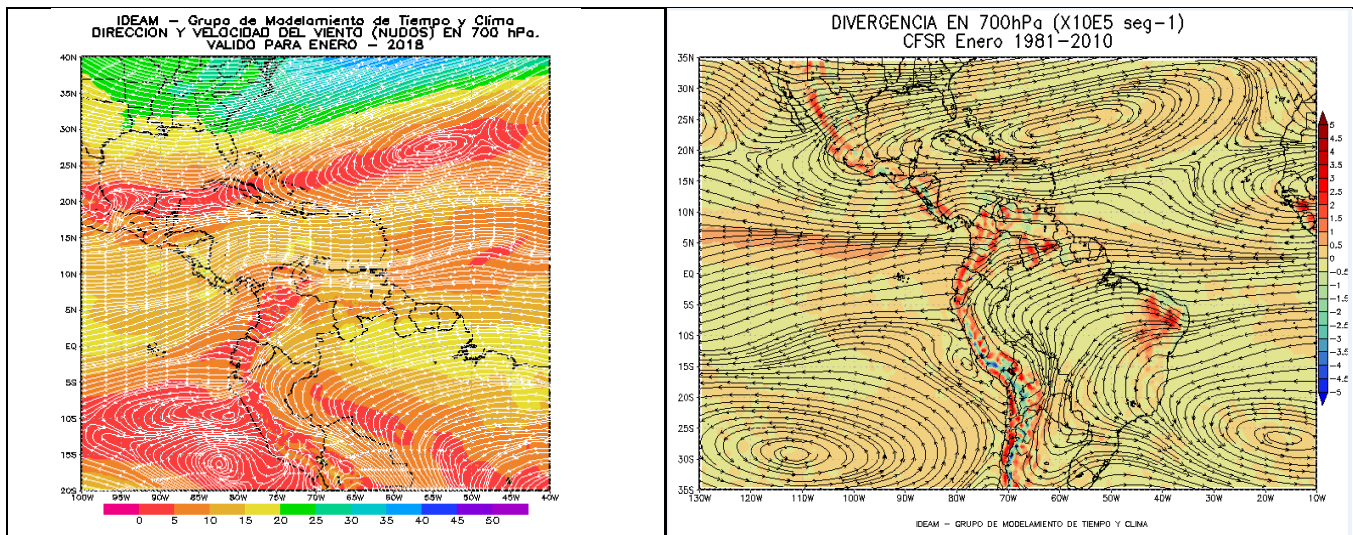 IDEAM – Grupo de Modelamiento de Tiempo y Clima
DIRECCION Y VELOCIDAD DEL VIENTO (NUDOS) EN 700 hPa.
VALIDO PARA ENERO – 2018
40N
35N
30N
25N
20N
15N
10N
5N
EQ
5S
10S
15S
20S
100W 95W 90W 85W 80W 75W 70W 65W 60W 55W 50W 45W 40W
0 5 10 15 20 25 30 35 40 45 50
DIVERGENCIA EN 700hPa (X10E5 seg-1)
CFSR Enero 1981-2010
35N
30N
25N
20N
15N
10N
5N
EQ
5S
10S
15S
20S
25S
30S
35S
130W 120W 110W 100W 90W 80W 70W 60W 50W 40W 30W 20W 10W
5
4.5
4
3.5
3
2.5
2
1.5
1
0.5
0
-0.5
-1
-1.5
-2
-2.5
-3
-3.5
-4
-4.5
-5
IDEAM – GRUPO DE MODELAMIENTO DE TIEMPO Y CLIMA